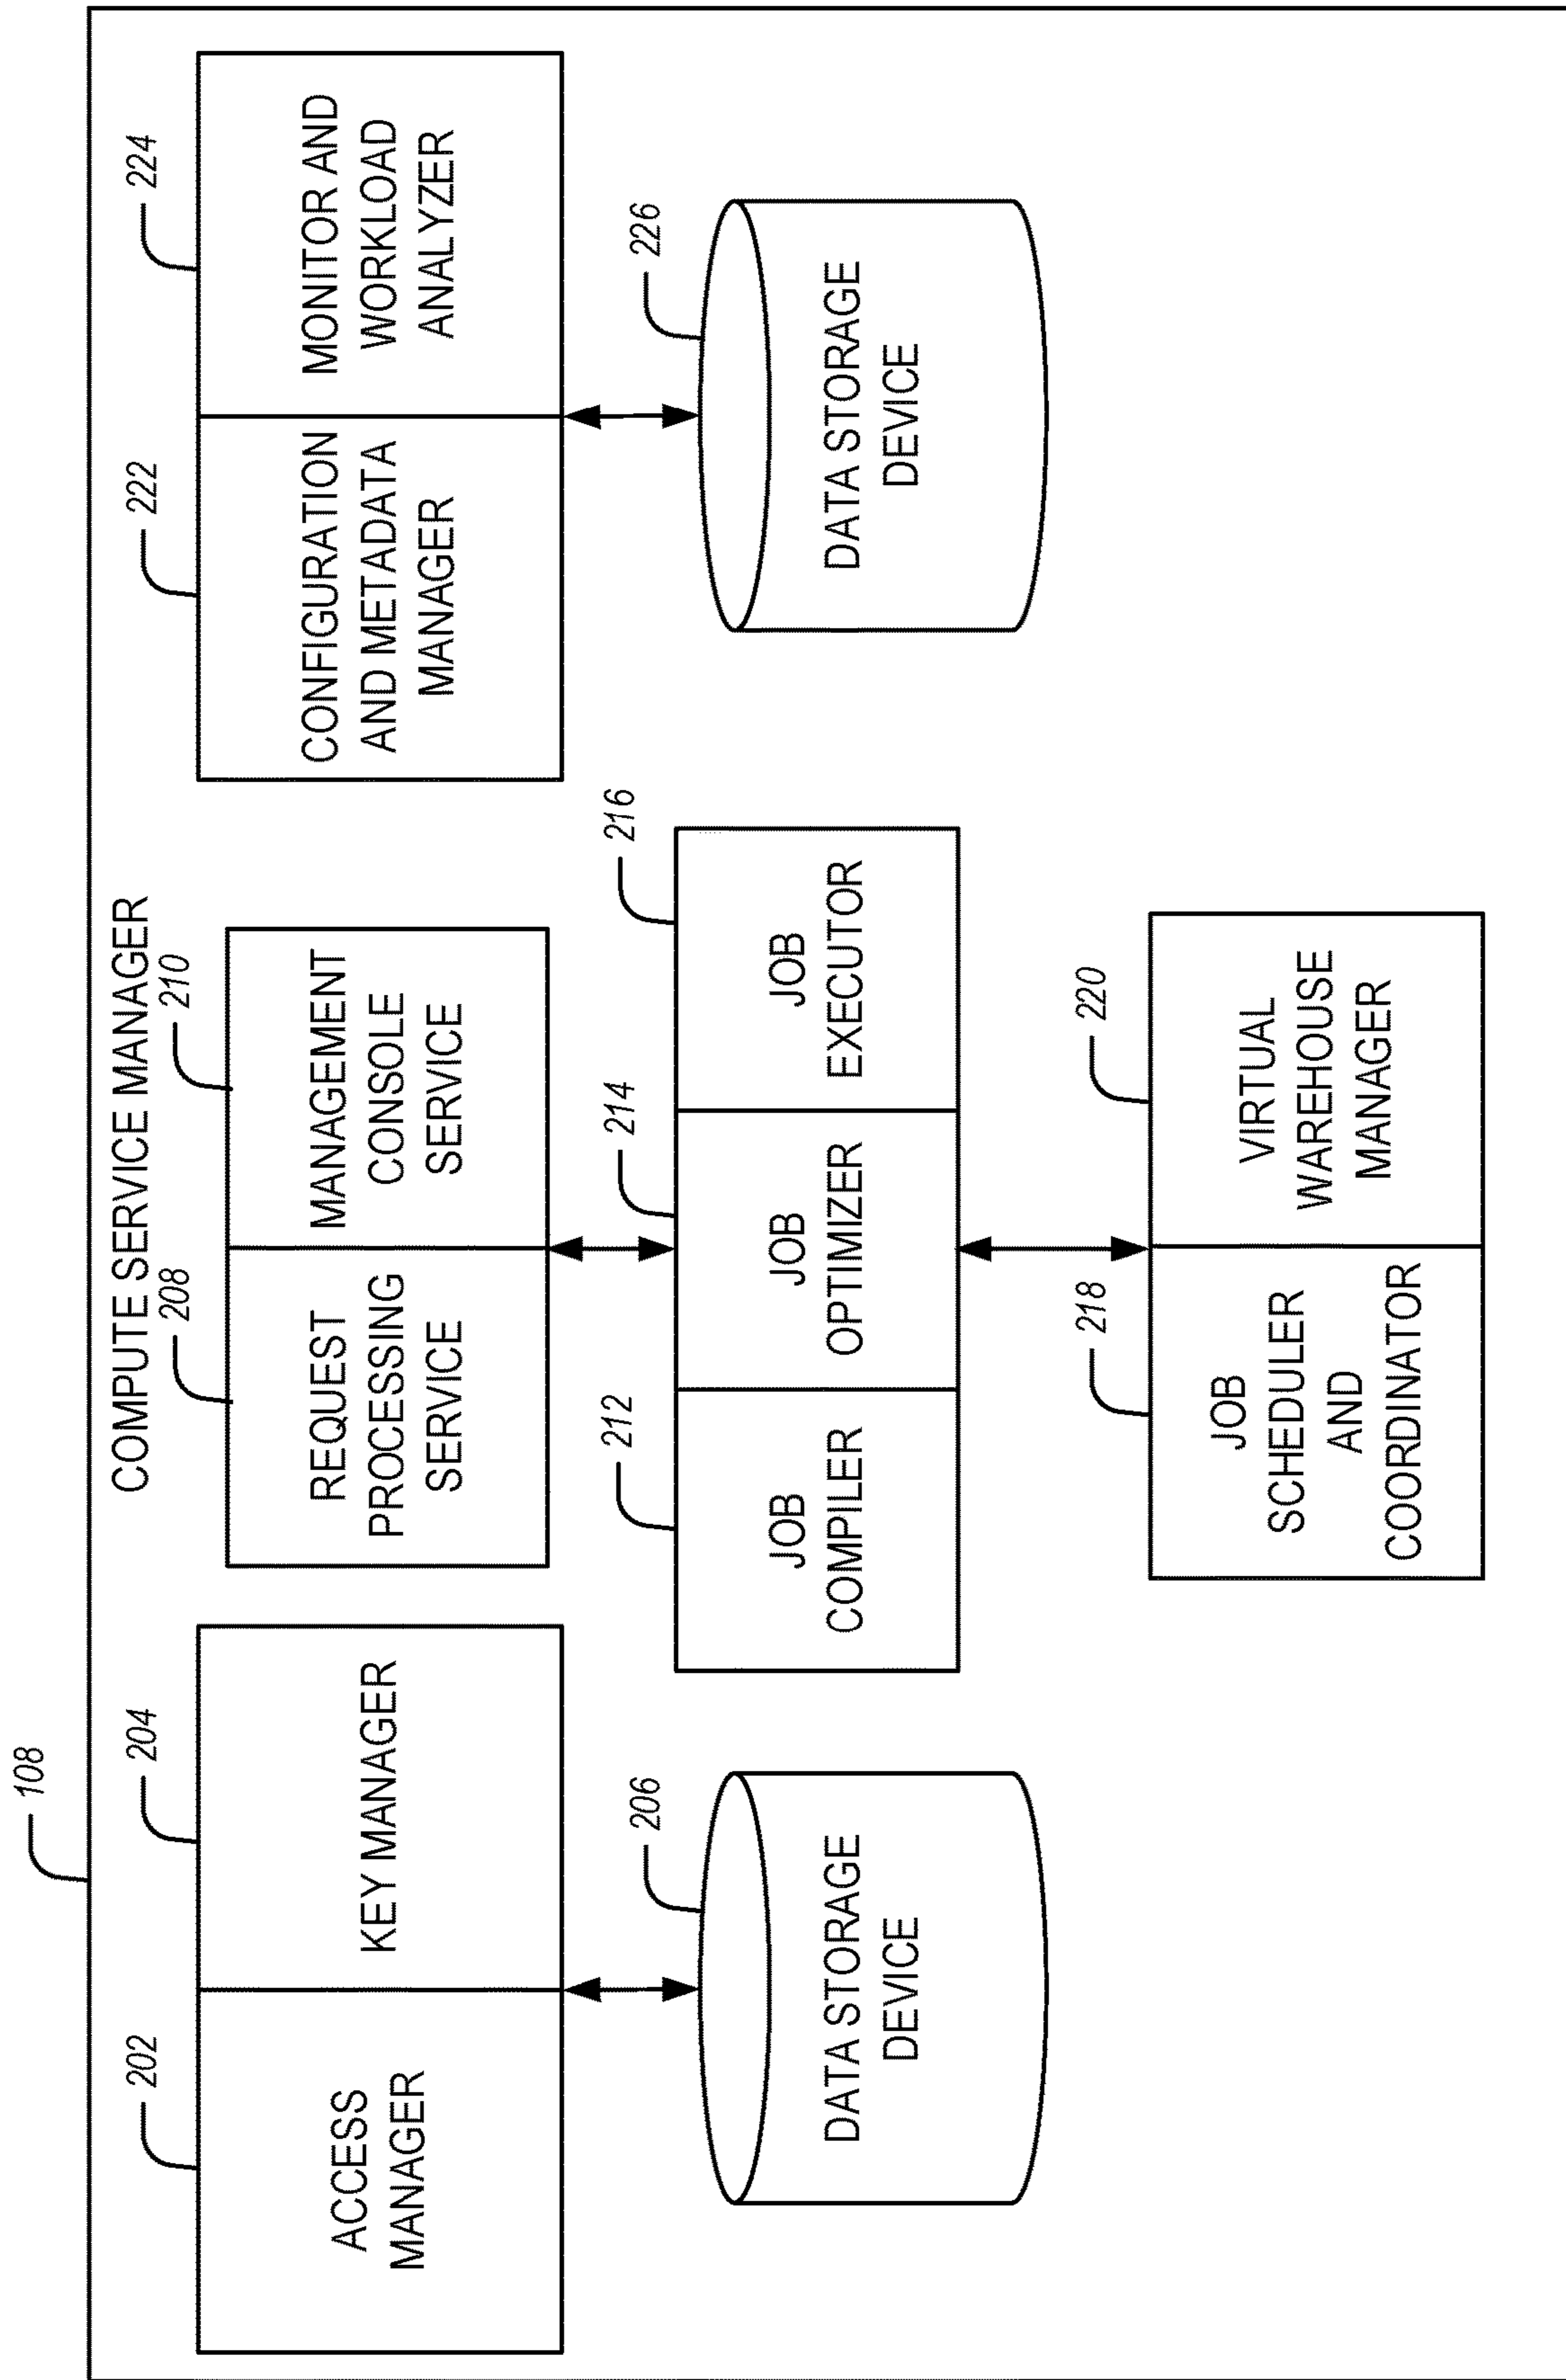 108
COMPUTE SERVICE MANAGER
202
204
ACCESS
MANAGER
KEY MANAGER
206
DATA STORAGE
DEVICE
208
210
REQUEST
PROCESSING
SERVICE
MANAGEMENT
CONSOLE
SERVICE
212
214
216
JOB
COMPILER
JOB
OPTIMIZER
JOB
EXECUTOR
218
220
JOB
SCHEDULER
AND
COORDINATOR
VIRTUAL
WAREHOUSE
MANAGER
222
224
CONFIGURATION
AND METADATA
MANAGER
MONITOR AND
WORKLOAD
ANALYZER
226
DATA STORAGE
DEVICE